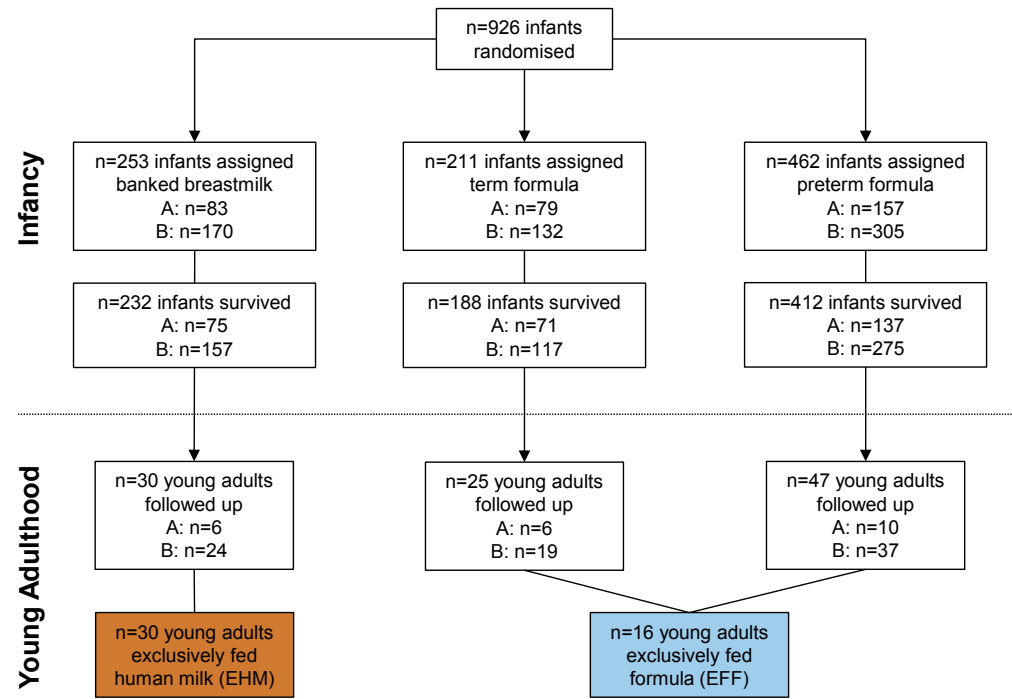 n=926 infants
randomised
Infancy
n=253 infants assigned
banked breastmilk
A: n=83
B: n=170
n=211 infants assigned
term formula
A: n=79
B: n=132
n=462 infants assigned
preterm formula
A: n=157
B: n=305
n=232 infants survived
A: n=75
B: n=157
n=188 infants survived
A: n=71
B: n=117
n=412 infants survived
A: n=137
B: n=275
Young Adulthood
n=30 young adults
followed up
A: n=6
B: n=24
n=25 young adults
followed up
A: n=6
B: n=19
n=47 young adults
followed up
A: n=10
B: n=37
n=30 young adults
exclusively fed
human milk (EHM)
n=16 young adults
exclusively fed
formula (EFF)